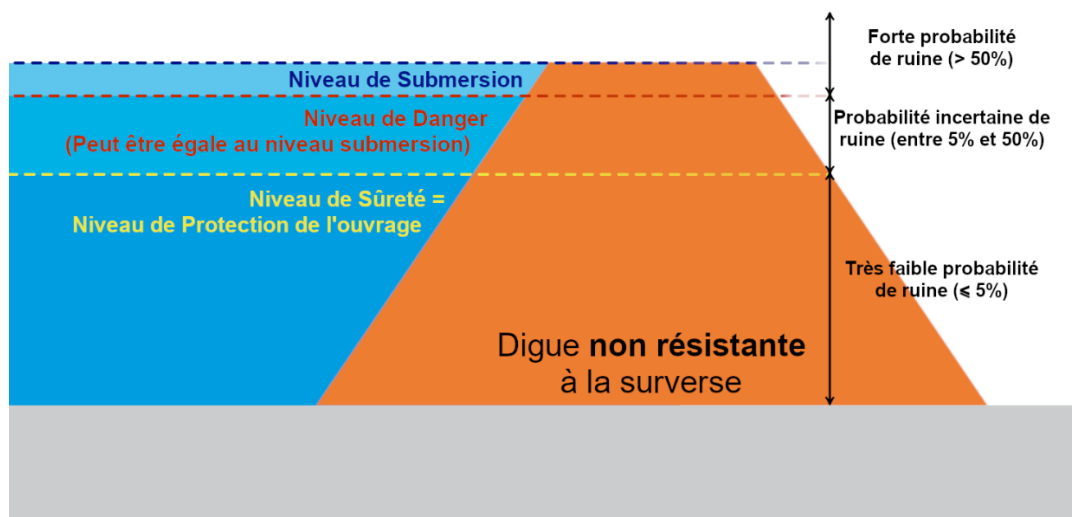 Niveau de Submersion
Niveau de Danger
(Peut être égale au niveau submersion)
Niveau de Sûreté =
Niveau de Protection de l'ouvrage
Forte probabilité
de ruine (> 50%)
Probabilité incertaine de
ruine (entre 5% et 50%)
Très faible probabilité
de ruine (⩽ 5%)
Digue non résistante
à la surverse